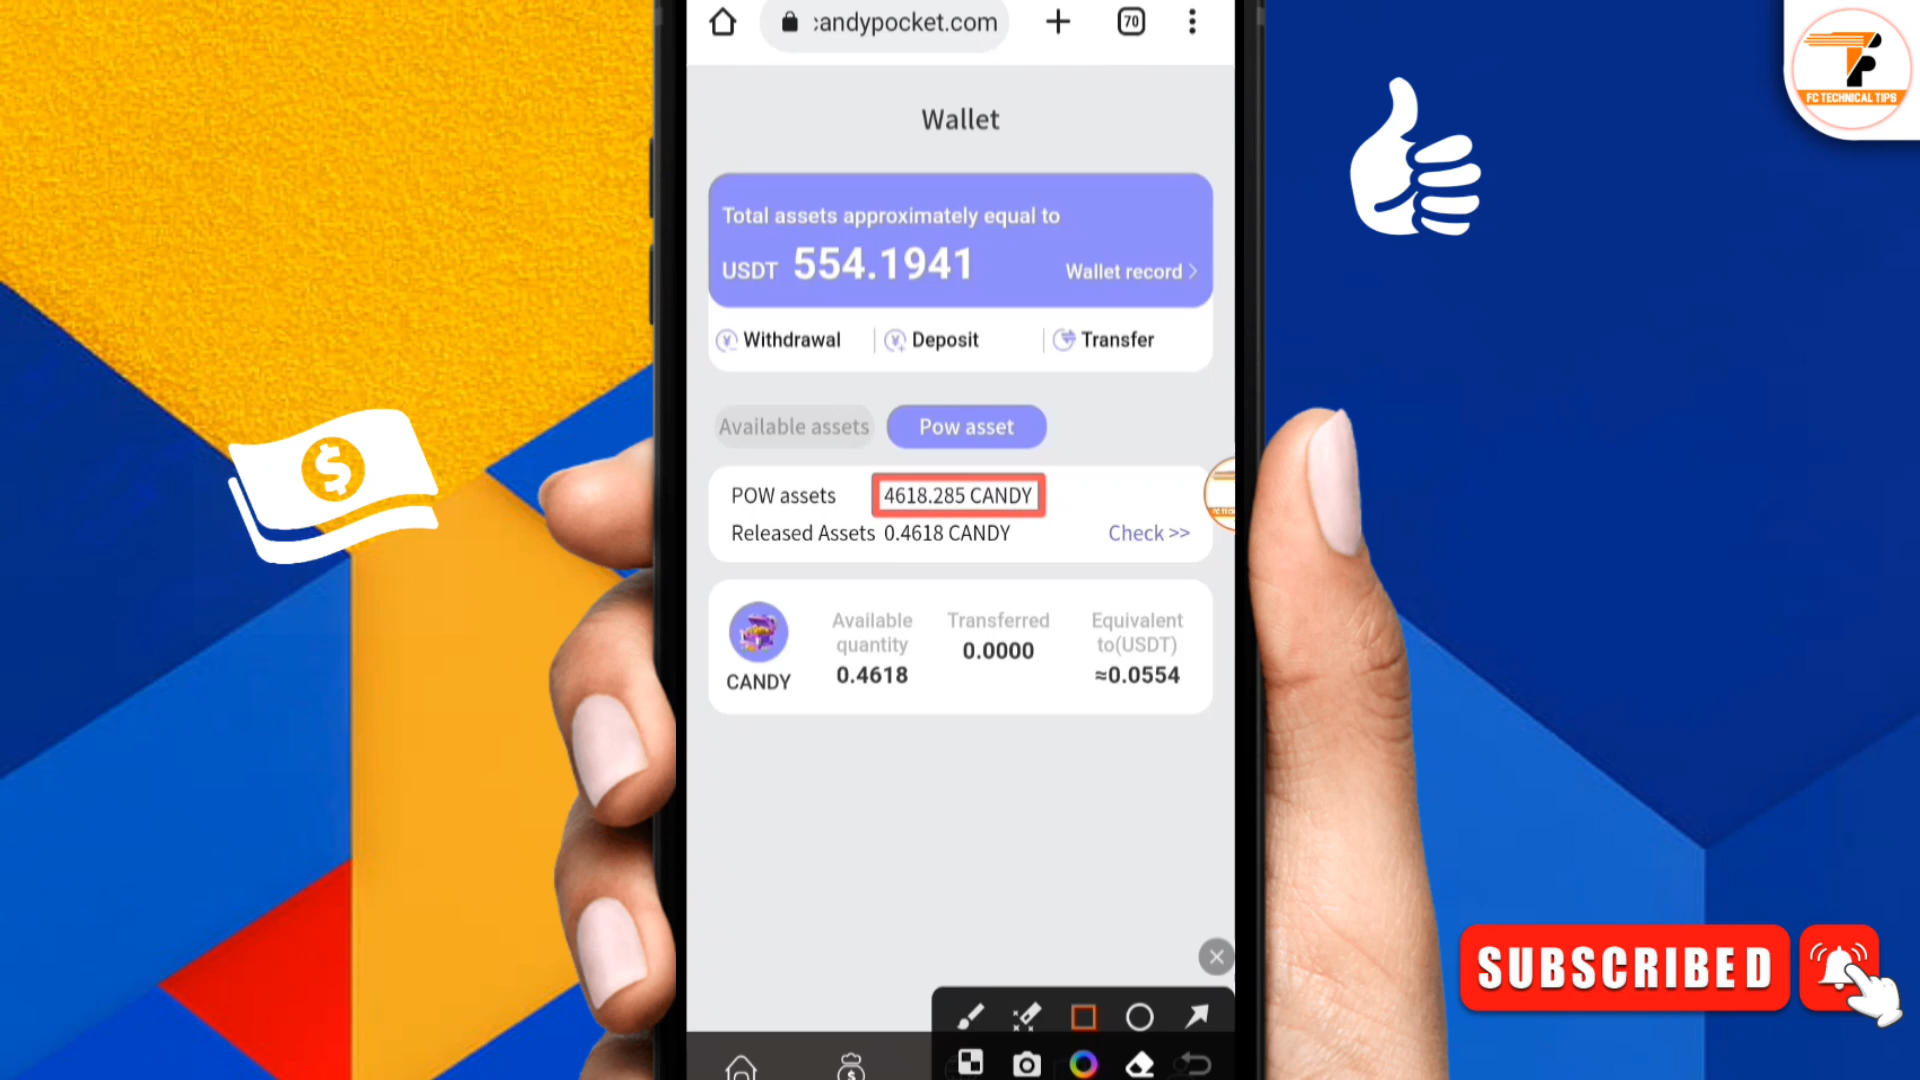 :andypocket.com
70
FC TECHNICAL TIPS
Wallet
Total assets approximately equal to
USDT 554.1941
Wallet record >
Withdrawal
Deposit
Transfer
Available assets
Pow asset
POW assets 4618.285 CANDY
Released Assets 0.4618 CANDY
Check >>
CANDY
Available quantity
0.4618
Transferred
0.0000
Equivalent to(USDT)
≈0.0554
SUBSCRIBED